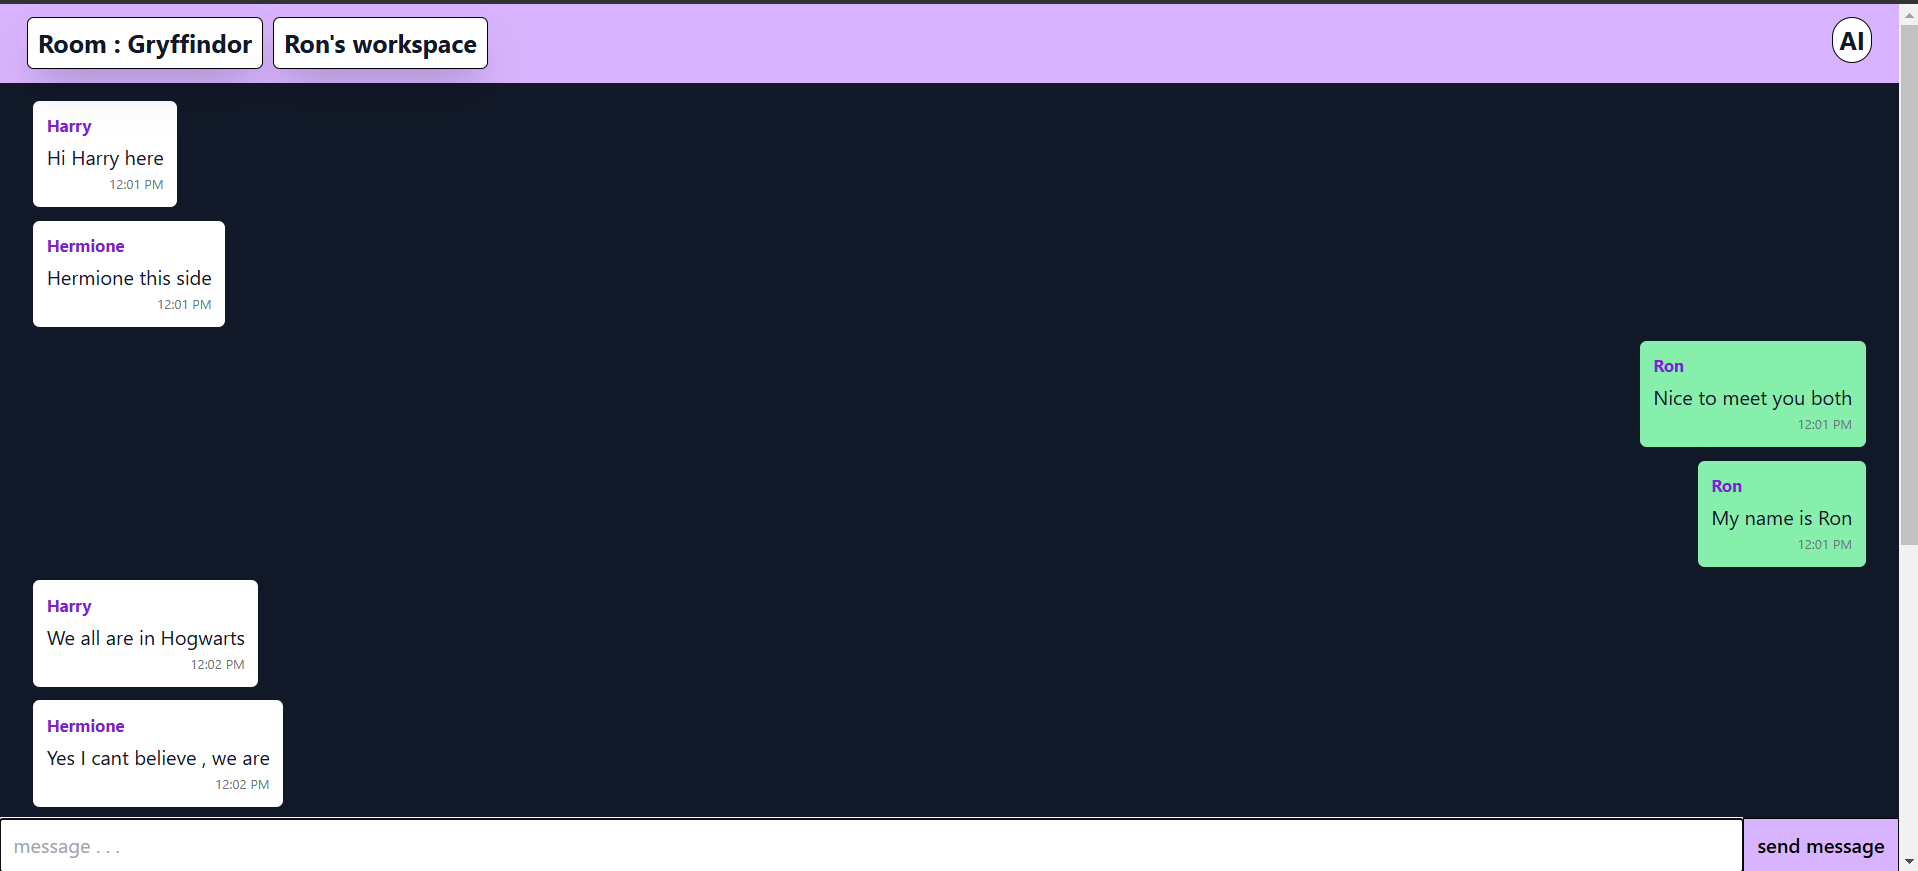 Room : Gryffindor
Ron's workspace
AI
Harry
Hi Harry here
12:01 PM
Hermione
Hermione this side
12:01 PM
Ron
Nice to meet you both
12:01 PM
Ron
My name is Ron
12:01 PM
Harry
We all are in Hogwarts
12:02 PM
Hermione
Yes I cant believe , we are
12:02 PM
message . . .
send message